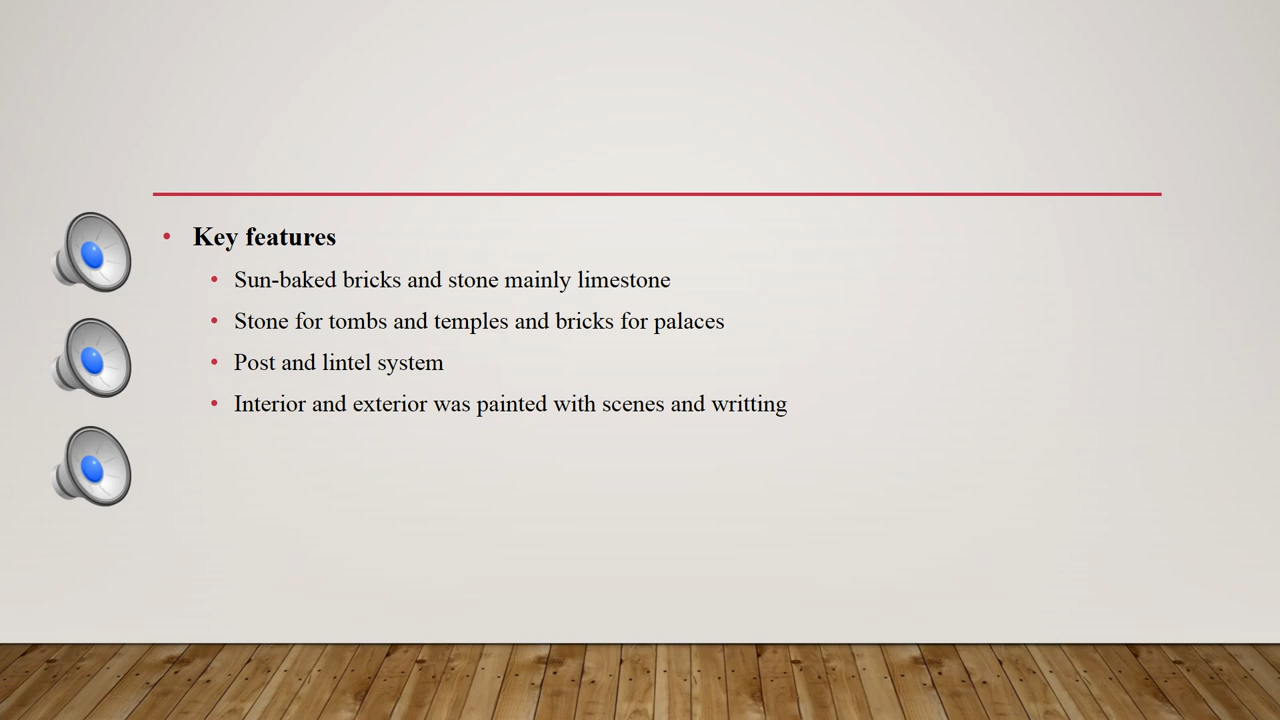 • Key features
• Sun-baked bricks and stone mainly limestone
• Stone for tombs and temples and bricks for palaces
• Post and lintel system
• Interior and exterior was painted with scenes and writting